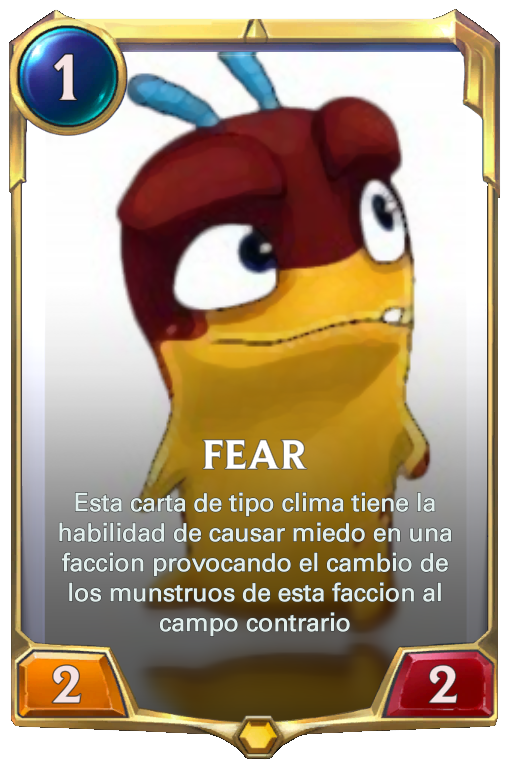 1
FEAR
Esta carta de tipo clima tiene la
habilidad de causar miedo en una
faccion provocando el cambio de
los munstruos de esta faccion al
campo contrario
2
2